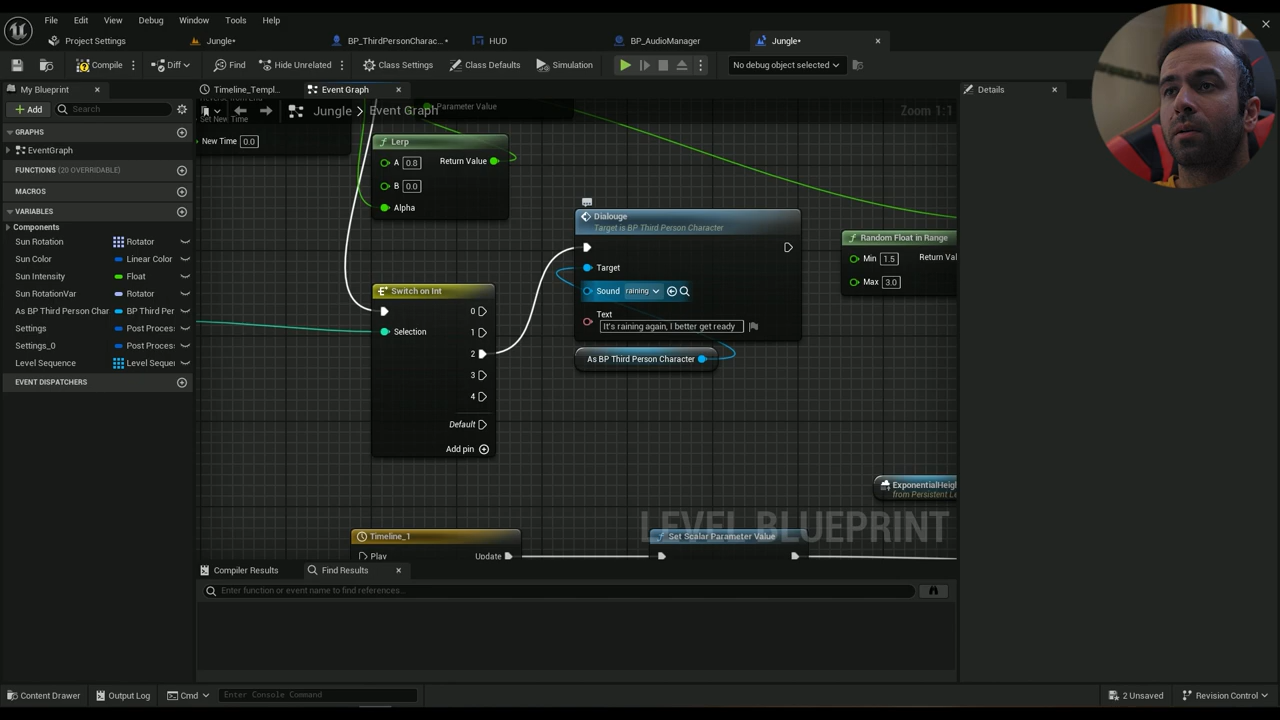 File Edit View Debug Window Tools Help
Project Settings Jungle* BP_ThirdPersonCharac...* HUD BP_AudioManager Jungle*
Compile Diff Find Hide Unrelated Class Settings Class Defaults Simulation No debug object selected
My Blueprint Timeline_Templ... Event Graph Details
Add Search
Jungle > Event Graph Zoom 1:1
Parameter Value
Set New Time
New Time 0.0
GRAPHS
EventGraph
FUNCTIONS (20 OVERRIDABLE)
MACROS
VARIABLES
Components
Sun Rotation Rotator
Sun Color Linear Color
Sun Intensity Float
Sun RotationVar Rotator
As BP Third Person Char BP Third Per
Settings Post Proces
Settings_0 Post Proces
Level Sequence Level Sequer
EVENT DISPATCHERS
Lerp
A 0.8 Return Value
B 0.0
Alpha
Dialouge
Target is BP Third Person Character
Target
Sound raining
Text
It's raining again, I better get ready
As BP Third Person Character
Random Float in Range
Min 1.5 Return Val
Max 3.0
Switch on Int
0
Selection 1
2
3
4
Default
Add pin
ExponentialHeigh
from Persistent Le
LEVEL BLUEPRINT
Timeline_1
Play Update
Set Scalar Parameter Value
Compiler Results Find Results
Enter function or event name to find references...
Content Drawer Output Log Cmd Enter Console Command 2 Unsaved Revision Control